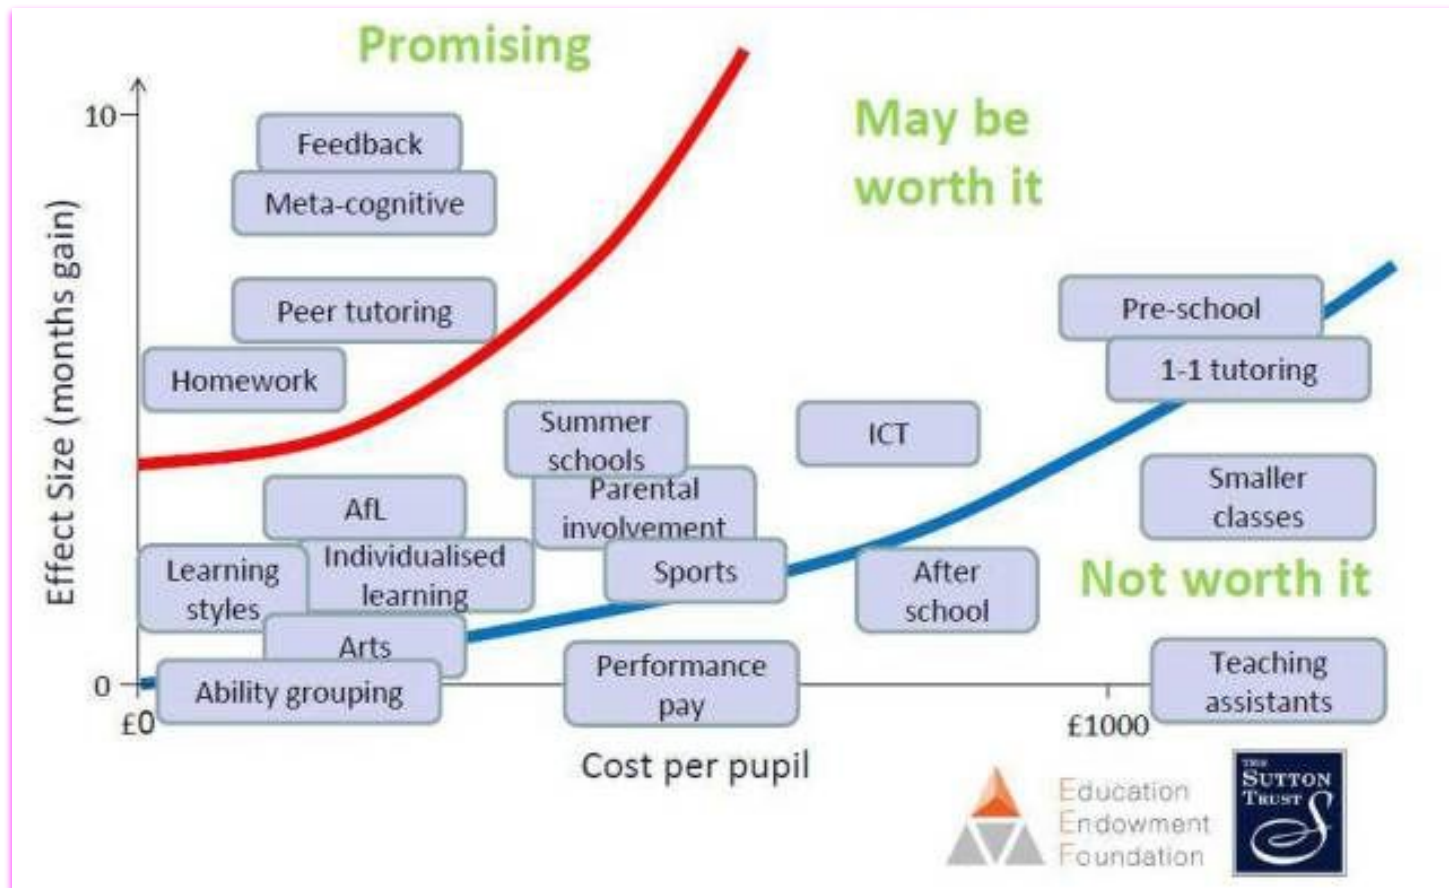 Promising
May be
worth it
10
Feedback
Meta-cognitive
Peer tutoring
Pre-school
Homework
1-1 tutoring
Summer
schools
ICT
Effect Size (months gain)
Parental
involvement
Smaller
classes
AfL
Individualised
learning
Learning
styles
Sports
After
school
Not worth it
Arts
Ability grouping
Performance
pay
Teaching
assistants
0
£0
£1000
Cost per pupil
Education
Endowment
Foundation
THE
SUTTON
TRUST